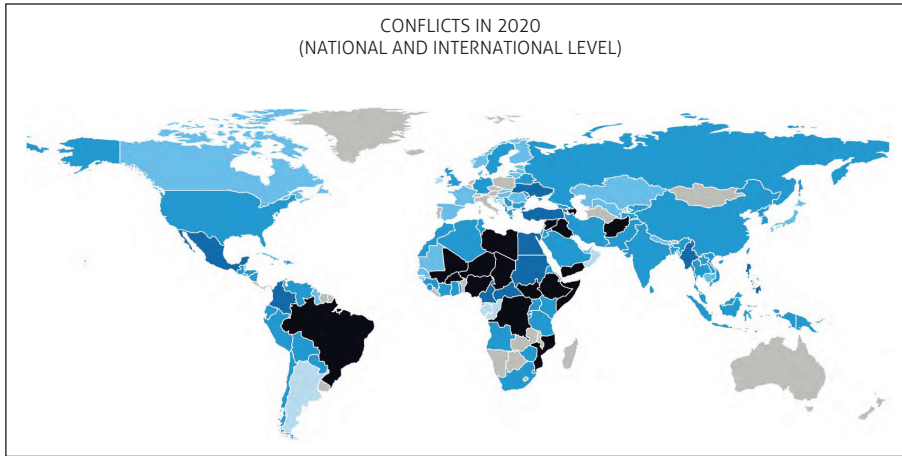 CONFLICTS IN 2020
(NATIONAL AND INTERNATIONAL LEVEL)